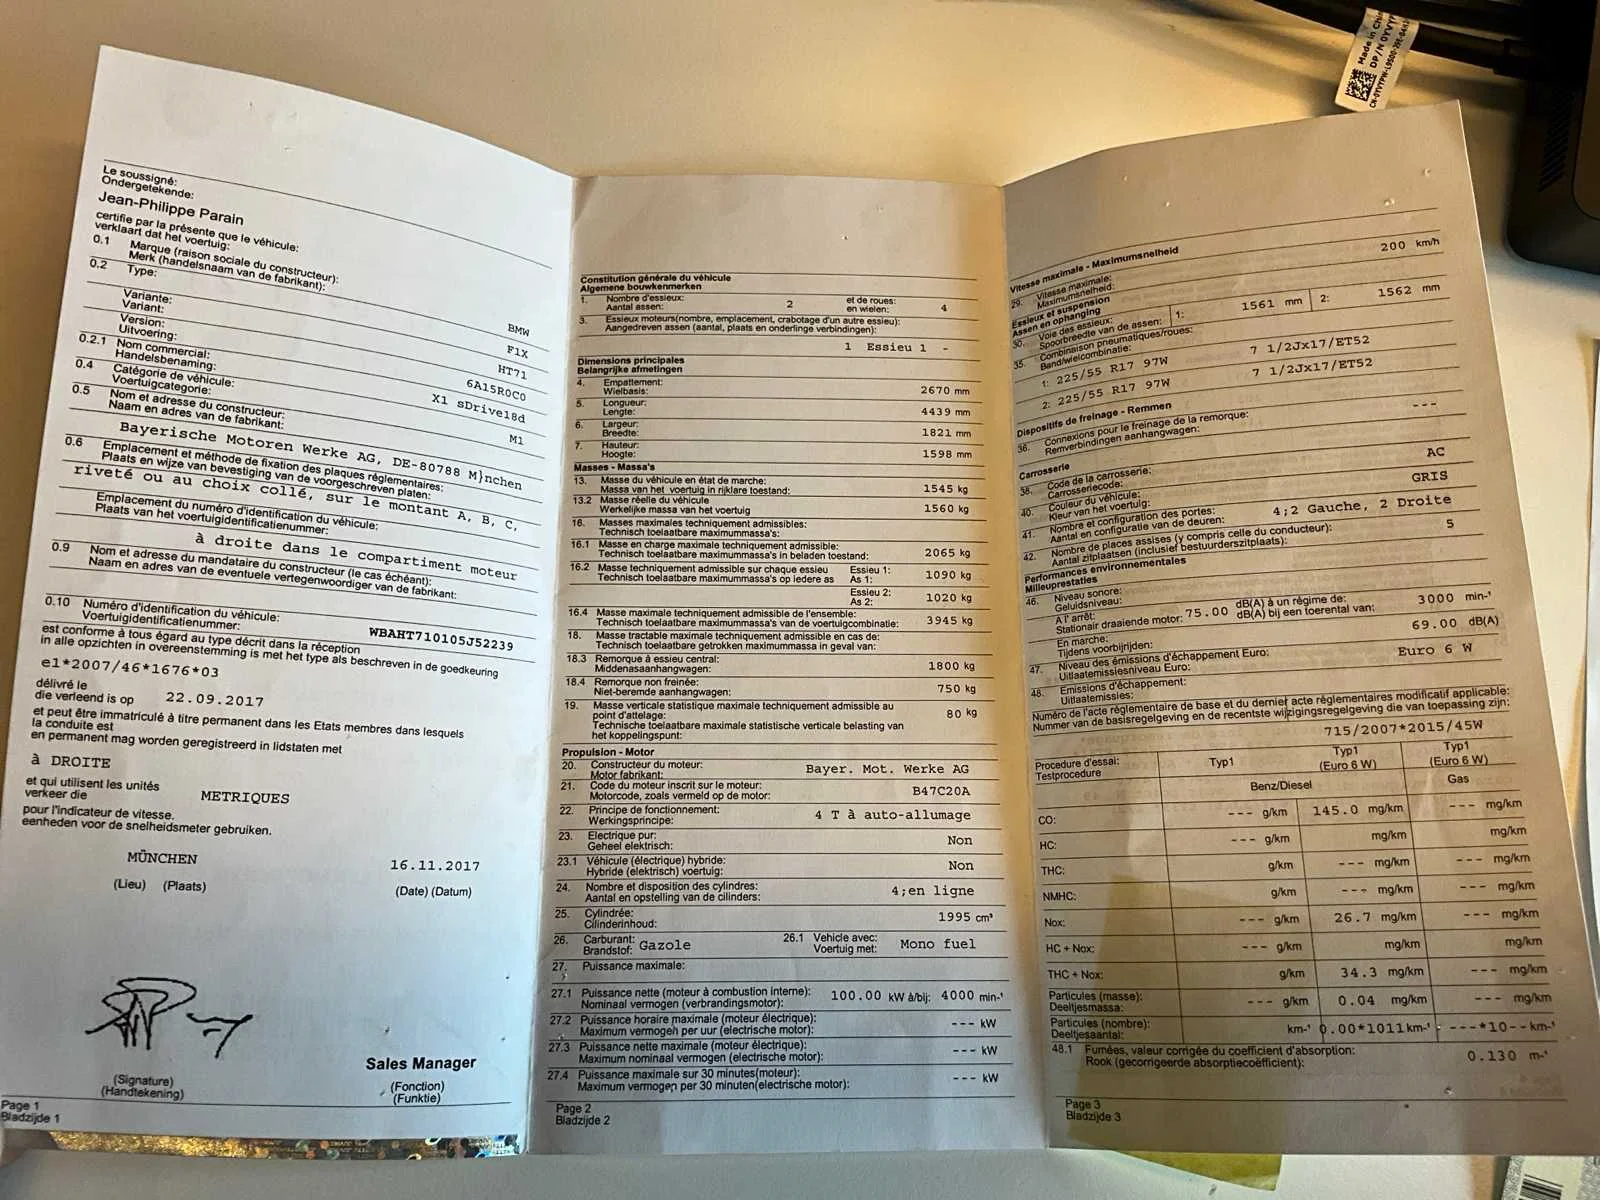 Le soussigné:
Ondergetekende:
Jean-Philippe Parain
certifie par la présente que le véhicule:
verklaart dat het voertuig:
0.1 Marque (raison sociale du constructeur):
Merk (handelsnaam van de fabrikant):
BMW
0.2 Type:
F1X
Variante:
Variant:
HT71
Version:
Uitvoering:
6A15R0C0
0.2.1 Nom commercial:
Handelsbenaming:
X1 sDrive18d
0.4 Catégorie de véhicule:
Voertuigcategorie:
M1
0.5 Nom et adresse du constructeur:
Naam en adres van de fabrikant:
Bayerische Motoren Werke AG, DE-80788 M}nchen
0.6 Emplacement et méthode de fixation des plaques réglementaires:
Plaats en wijze van bevestiging van de voorgeschreven platen:
riveté ou au choix collé, sur le montant A, B, C,
Emplacement du numéro d'identification du véhicule:
Plaats van het voertuigidentificatienummer:
à droite dans le compartiment moteur
0.9 Nom et adresse du mandataire du constructeur (le cas échéant):
Naam en adres van de eventuele vertegenwoordiger van de fabrikant:
0.10 Numéro d'identification du véhicule:
Voertuigidentificatienummer:
WBAHT710105J52239
est conforme à tous égard au type décrit dans la réception
in alle opzichten in overeenstemming is met het type als beschreven in de goedkeuring
e1*2007/46*1676*03
délivré le
die verleend is op 22.09.2017
et peut être immatriculé à titre permanent dans les Etats membres dans lesquels
la conduite est
en permanent mag worden geregistreerd in lidstaten met
à DROITE
et qui utilisent les unités
verkeer die METRIQUES
pour l'indicateur de vitesse.
eenheden voor de snelheidsmeter gebruiken.
MÜNCHEN 16.11.2017
(Lieu) (Plaats) (Date) (Datum)
Sales Manager
(Signature) (Fonction)
(Handtekening) (Funktie)
Page 1
Bladzijde 1
Constitution générale du véhicule
Algemene bouwkenmerken
1. Nombre d'essieux: 2 et de roues: 4
Aantal assen: en wielen:
3. Essieux moteurs(nombre, emplacement, crabotage d'un autre essieu):
Aangedreven assen (aantal, plaats en onderlinge verbindingen):
1 Essieu 1 -
Dimensions principales
Belangrijke afmetingen
4. Empattement:
Wielbasis: 2670 mm
5. Longueur:
Lengte: 4439 mm
6. Largeur:
Breedte: 1821 mm
7. Hauteur:
Hoogte: 1598 mm
Masses - Massa's
13. Masse du véhicule en état de marche:
Massa van het voertuig in rijklare toestand: 1545 kg
13.2 Masse réelle du véhicule
Werkelijke massa van het voertuig 1560 kg
16. Masses maximales techniquement admissibles:
Technisch toelaatbare maximummassa's:
16.1 Masse en charge maximale techniquement admissible:
Technisch toelaatbare maximummassa's in beladen toestand: 2065 kg
16.2 Masse techniquement admissible sur chaque essieu Essieu 1:
Technisch toelaatbare maximummassa's op iedere as As 1: 1090 kg
Essieu 2:
As 2: 1020 kg
16.4 Masse maximale techniquement admissible de l'ensemble:
Technisch toelaatbare maximummassa's van de voertuigcombinatie: 3945 kg
18. Masse tractable maximale techniquement admissible en cas de:
Technisch toelaatbare getrokken maximummassa in geval van:
18.3 Remorque à essieu central:
Middenasaanhangwagen: 1800 kg
18.4 Remorque non freinée:
Niet-beremde aanhangwagen: 750 kg
19. Masse verticale statistique maximale techniquement admissible au
point d'attelage: 80 kg
Technische toelaatbare maximale statistische verticale belasting van
het koppelingspunt:
Propulsion - Motor
20. Constructeur du moteur:
Motor fabrikant: Bayer. Mot. Werke AG
21. Code du moteur inscrit sur le moteur:
Motorcode, zoals vermeld op de motor: B47C20A
22. Principe de fonctionnement:
Werkingsprincipe: 4 T à auto-allumage
23. Electrique pur:
Geheel elektrisch: Non
23.1 Véhicule (électrique) hybride:
Hybride (elektrisch) voertuig: Non
24. Nombre et disposition des cylindres:
Aantal en opstelling van de cilinders: 4;en ligne
25. Cylindrée:
Cilinderinhoud: 1995 cm³
26. Carburant: Gazole 26.1 Vehicle avec: Mono fuel
Brandstof: Voertuig met:
27. Puissance maximale:
27.1 Puissance nette (moteur à combustion interne):
Nominaal vermogen (verbrandingsmotor): 100.00 kW à/bij: 4000 min-¹
27.2 Puissance horaire maximale (moteur électrique):
Maximum vermogen per uur (electrische motor): --- kW
27.3 Puissance nette maximale (moteur électrique):
Maximum nominaal vermogen (electrische motor): --- kW
27.4 Puissance maximale sur 30 minutes(moteur):
Maximum vermogen per 30 minuten(electrische motor): --- kW
Page 2
Bladzijde 2
Vitesse maximale - Maximumsnelheid
29. Vitesse maximale:
Maximumsnelheid: 200 km/h
Essieux et suspension
Assen en ophanging
30. Voie des essieux:
Spoorbreedte van de assen: 1: 1561 mm 2: 1562 mm
35. Combinaison pneumatiques/roues:
Band/wielcombinatie:
1: 225/55 R17 97W 7 1/2Jx17/ET52
2: 225/55 R17 97W 7 1/2Jx17/ET52
Dispositifs de freinage - Remmen
36. Connexions pour le freinage de la remorque:
Remverbindingen aanhangwagen: ---
Carrosserie
38. Code de la carrosserie:
Carrosseriecode: AC
40. Couleur du véhicule:
Kleur van het voertuig: GRIS
41. Nombre et configuration des portes:
Aantal en configuratie van de deuren: 4;2 Gauche, 2 Droite
42. Nombre de places assises (y compris celle du conducteur):
Aantal zitplaatsen (inclusief bestuurderszitplaats): 5
Performances environnementales
Milieuprestaties
46. Niveau sonore:
Geluidsniveau:
A l'arrêt: dB(A) à un régime de:
Stationair draaiende motor: 75.00 dB(A) bij een toerental van: 3000 min-¹
En marche:
Tijdens voorbijrijden: 69.00 dB(A)
47. Niveau des émissions d'échappement Euro:
Uitlaatemissiesniveau Euro: Euro 6 W
48. Emissions d'échappement:
Uitlaatemissies:
Numéro de l'acte réglementaire de base et du dernier acte réglementaires modificatif applicable:
Nummer van de basisregelgeving en de recentste wijzigingsregelgeving die van toepassing zijn:
715/2007*2015/45W
Procedure d'essai: Typ1 Typ1 Typ1
Testprocedure (Euro 6 W) (Euro 6 W)
Benz/Diesel Gas
CO: --- g/km 145.0 mg/km --- mg/km
HC: --- g/km mg/km mg/km
THC: g/km --- mg/km --- mg/km
NMHC: g/km --- mg/km --- mg/km
Nox: --- g/km 26.7 mg/km --- mg/km
HC + Nox: --- g/km mg/km mg/km
THC + Nox: g/km 34.3 mg/km --- mg/km
Particules (masse):
Deeltjesmassa: --- g/km 0.04 mg/km --- mg/km
Particules (nombre):
Deeltjesaantal: km-¹ 0.00*1011km-¹ ---*10--km-¹
48.1 Fumées, valeur corrigée du coefficient d'absorption:
Rook (gecorrigeerde absorptiecoëfficient): 0.130 m-¹
Page 3
Bladzijde 3
Made in Chi